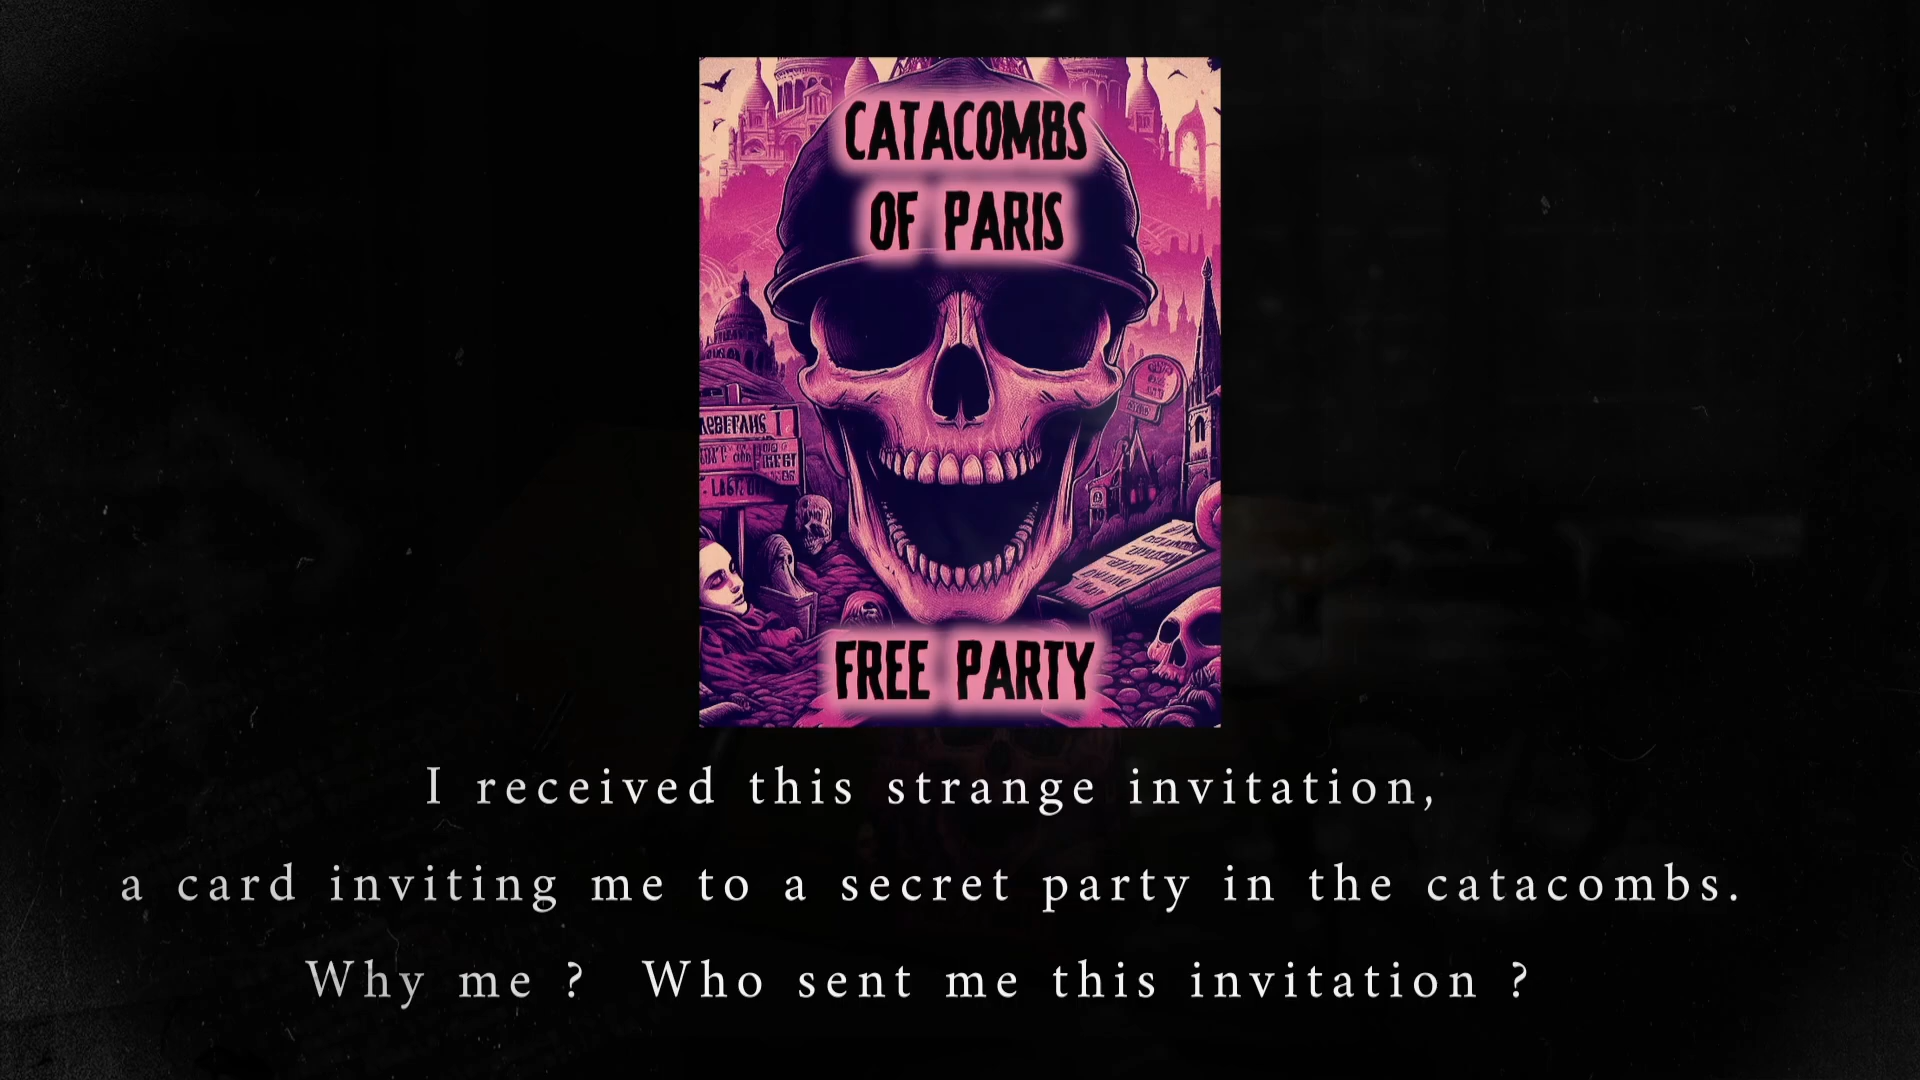 CATACOMBS
OF PARIS
FREE PARTY
I received this strange invitation,
a card inviting me to a secret party in the catacombs.
Why me ?  Who sent me this invitation ?